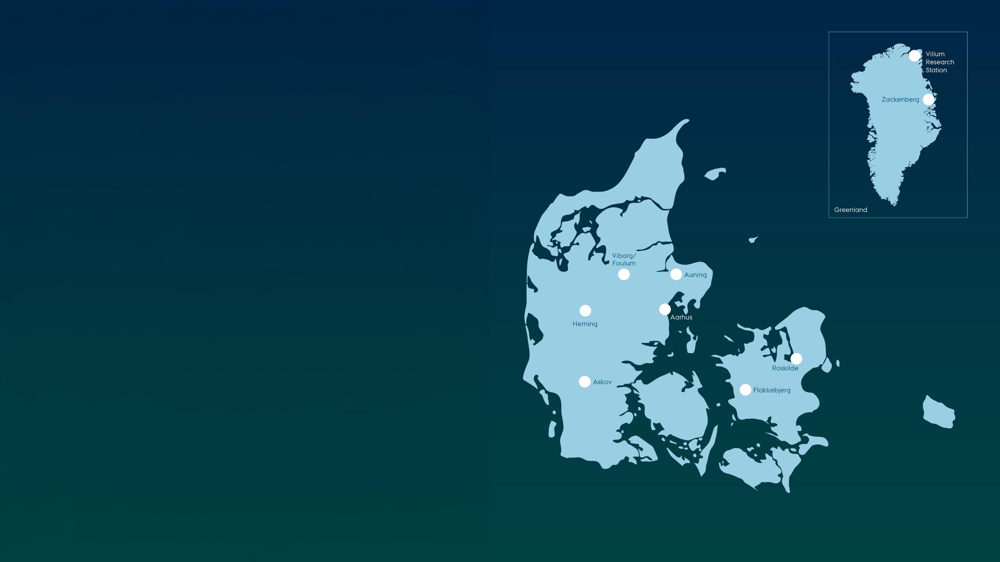 Villum
Research
Station
Zackenberg
Greenland
Viborg/
Foulum
Auning
Herning
Aarhus
Roskilde
Askov
Flakkebjerg